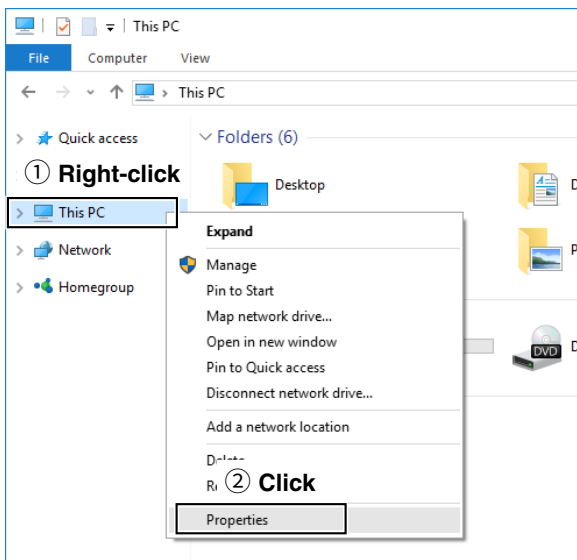 This PC
File Computer View
This PC
Quick access
Folders (6)
① Right-click
Desktop
This PC
Expand
Network
Manage
Homegroup
Pin to Start
Map network drive...
Open in new window
DVD
Pin to Quick access
Disconnect network drive...
Add a network location
② Click
Properties